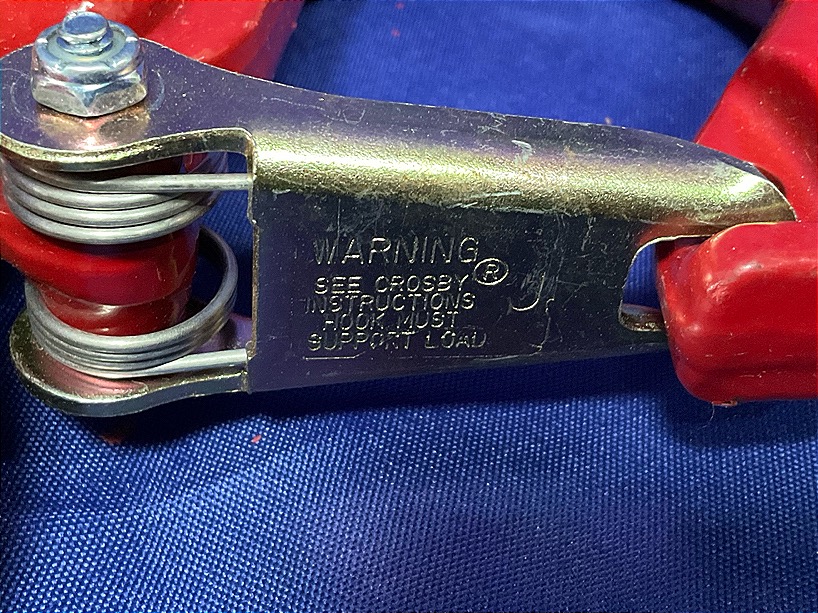 WARNING
SEE CROSBY®
INSTRUCTIONS
HOOK MUST
SUPPORT LOAD